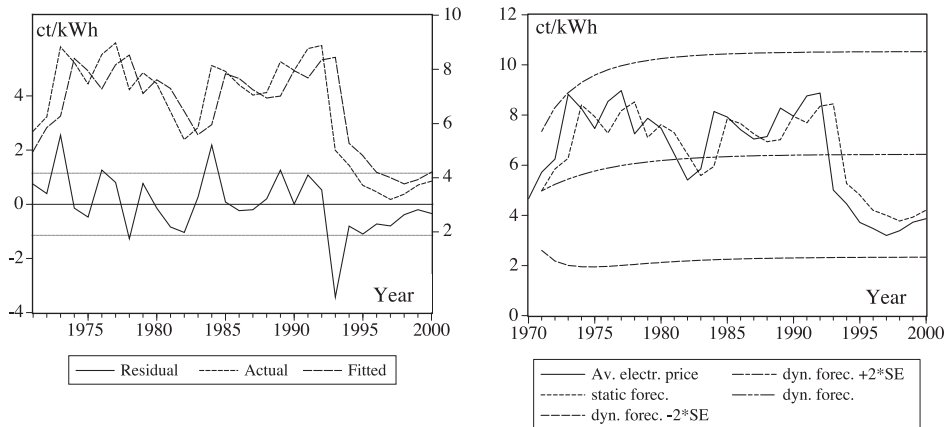 ct/kWh
10
4
8
2
6
4
0
2
-2
-4
Year
1975 1980 1985 1990 1995 2000
Residual Actual Fitted
ct/kWh
12
10
8
6
4
2
0
Year
1970 1975 1980 1985 1990 1995 2000
Av. electr. price dyn. forec. +2*SE
static forec. dyn. forec.
dyn. forec. -2*SE